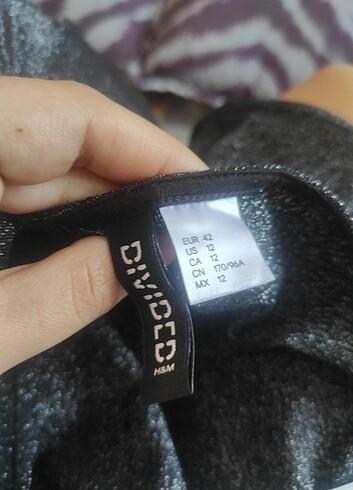 DIVIDED
H&M
EUR 42
US 12
CA 12
CN 170/96A
MX 12